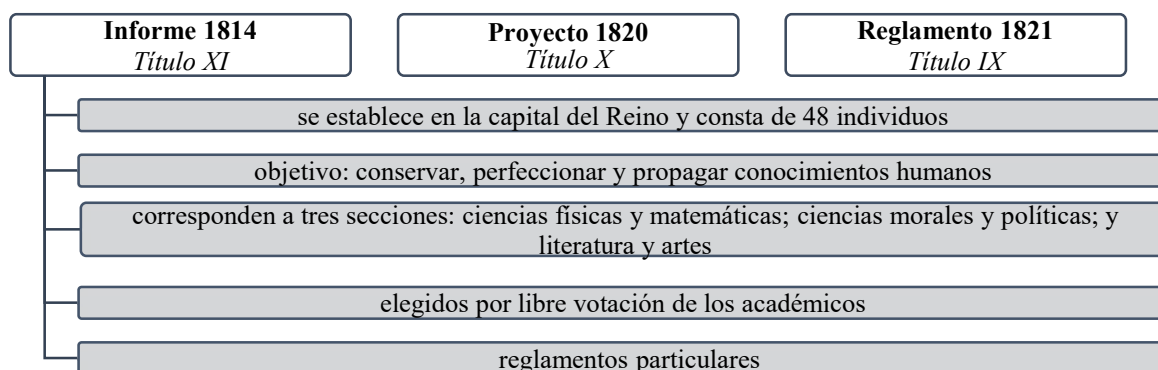 Informe 1814
Título XI
Proyecto 1820
Título X
Reglamento 1821
Título IX
se establece en la capital del Reino y consta de 48 individuos
objetivo: conservar, perfeccionar y propagar conocimientos humanos
corresponden a tres secciones: ciencias físicas y matemáticas; ciencias morales y políticas; y
literatura y artes
elegidos por libre votación de los académicos
reglamentos particulares